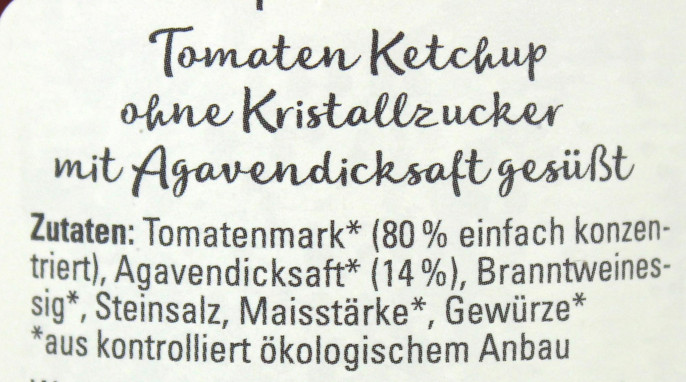 Tomaten Ketchup
ohne Kristallzucker
mit Agavendicksaft gesüßt
Zutaten: Tomatenmark* (80 % einfach konzen-
triert), Agavendicksaft* (14 %), Branntweines-
sig*, Steinsalz, Maisstärke*, Gewürze*
*aus kontrolliert ökologischem Anbau